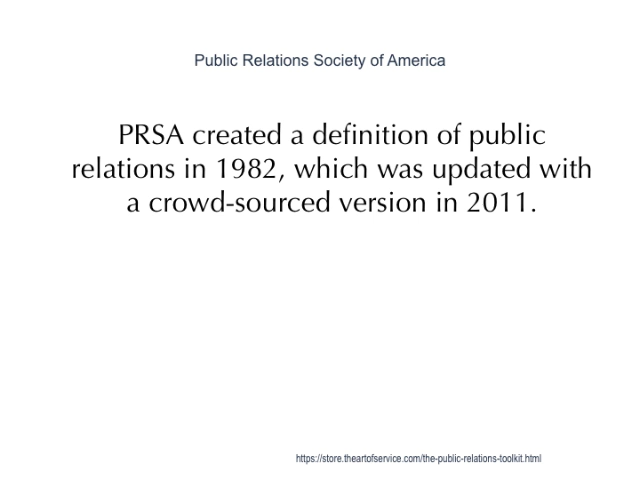 Public Relations Society of America
PRSA created a definition of public
relations in 1982, which was updated with
a crowd-sourced version in 2011.
https://store.theartofservice.com/the-public-relations-toolkit.html